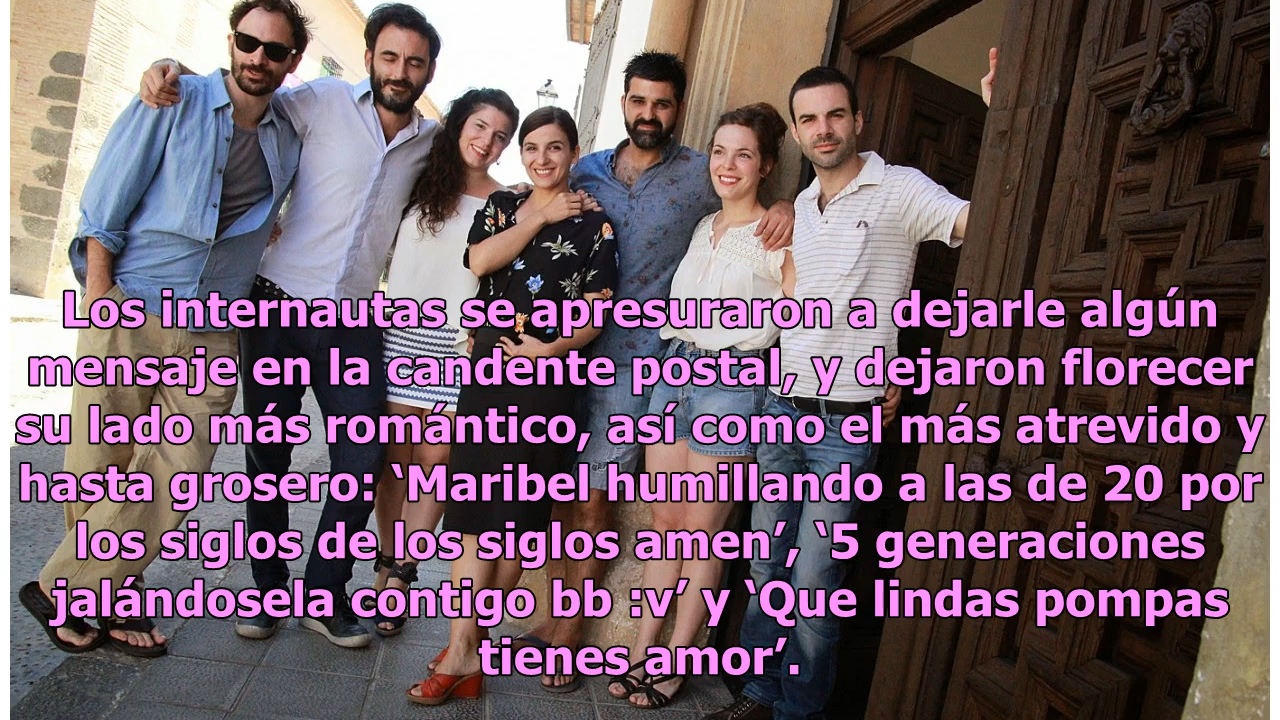 Los internautas se apresuraron a dejarle algún
mensaje en la candente postal, y dejaron florecer
su lado más romántico, así como el más atrevido y
hasta grosero: ‘Maribel humillando a las de 20 por
los siglos de los siglos amen’, ‘5 generaciones
jalándosela contigo bb :v’ y ‘Que lindas pompas
tienes amor’.